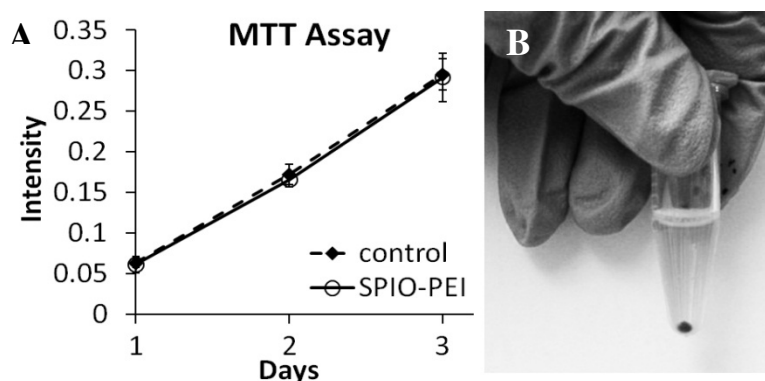 A
MTT Assay
B
0.35
0.3
0.25
0.2
0.15
0.1
0.05
0
Intensity
control
SPIO-PEI
1 2 3
Days